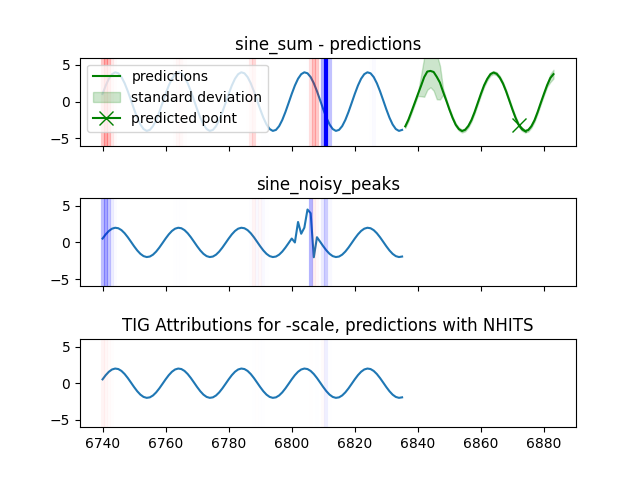 sine_sum - predictions
5
0
−5
predictions
standard deviation
predicted point
sine_noisy_peaks
5
0
−5
TIG Attributions for -scale, predictions with NHITS
5
0
−5
6740 6760 6780 6800 6820 6840 6860 6880